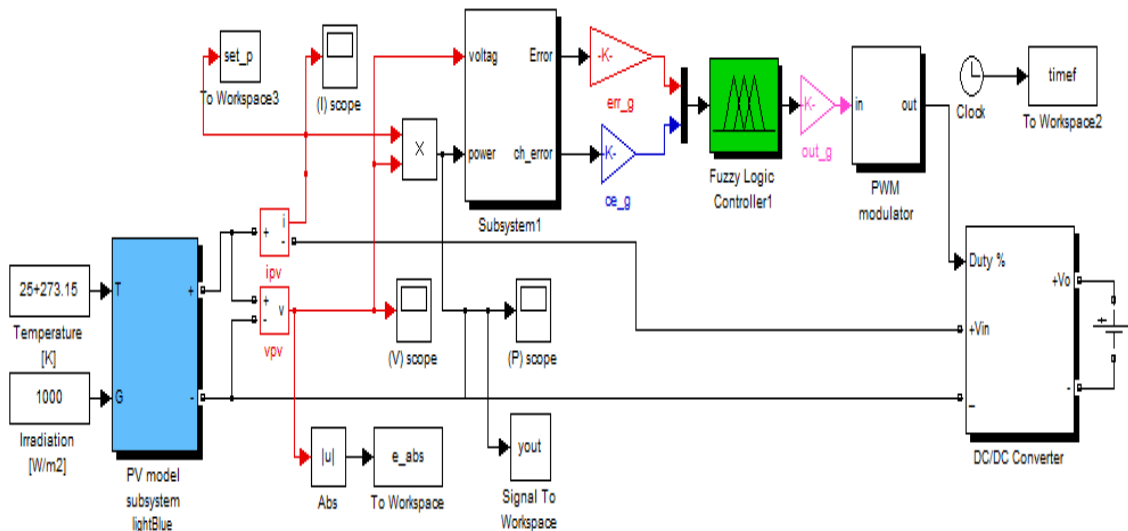 set_p
To Workspace3
(I) scope
voltag
Error
power
ch_error
Subsystem1
-K-
err_g
K-
ce_g
Fuzzy Logic
Controller1
K-
out_g
in
out
PWM
modulator
Clock
timef
To Workspace2
X
i
+
-
ipv
+
-
v
vpv
25+273.15
Temperature
[K]
1000
Irradiation
[W/m2]
T
G
+
-
PV model
subsystem
lightBlue
(V) scope
(P) scope
|u|
Abs
e_abs
To Workspace
yout
Signal To
Workspace
Duty %
+Vin
_
+Vo
-
DC/DC Converter
+